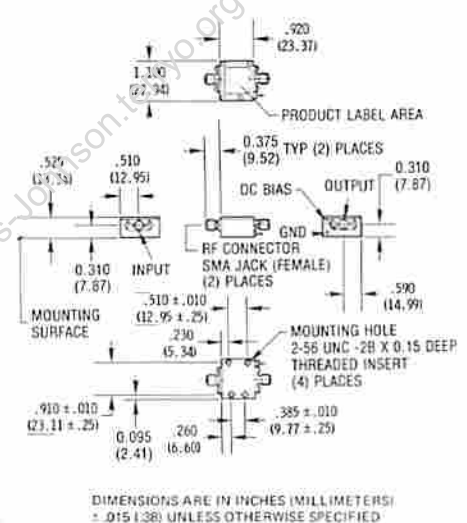 .920
(23.37)
1.100
(27.94)
PRODUCT LABEL AREA
0.375 TYP (2) PLACES
(9.52)
.525
.510
(12.95)
DC BIAS
OUTPUT
0.310
(7.87)
GND
INPUT
0.310
(7.87)
RF CONNECTOR
SMA JACK (FEMALE)
(2) PLACES
.590
(14.99)
MOUNTING
SURFACE
.510 ± .010
(12.95 ± .25)
.230
(5.34)
MOUNTING HOLE
2-56 UNC -2B X 0.15 DEEP
THREADED INSERT
(4) PLACES
.910 ± .010
(23.11 ± .25)
0.095
(2.41)
.260
(6.60)
.385 ± .010
(9.77 ± .25)
DIMENSIONS ARE IN INCHES (MILLIMETERS)
± .015 (.38) UNLESS OTHERWISE SPECIFIED